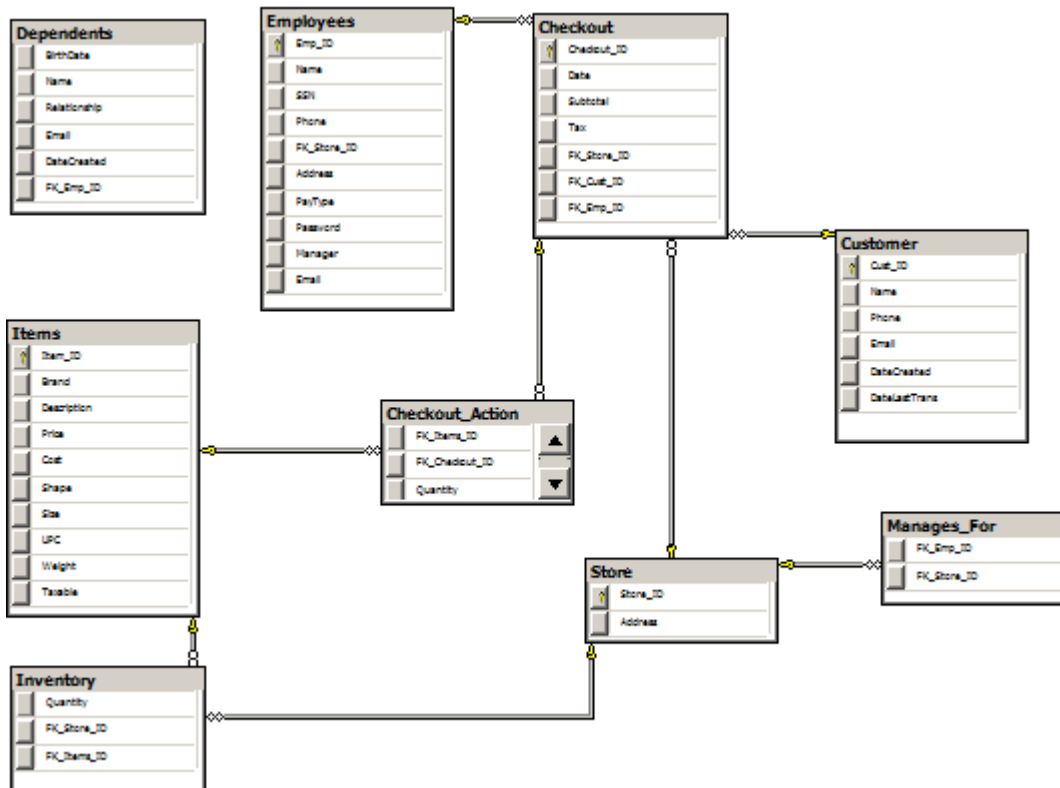 Dependents
BirthDate
Name
Relationship
Email
DateCreated
FK_Emp_ID
Employees
Emp_ID
Name
SSN
Phone
FK_Store_ID
Address
PayType
Password
Manager
Email
Checkout
Checkout_ID
Date
Subtotal
Tax
FK_Store_ID
FK_Cust_ID
FK_Emp_ID
Customer
Cust_ID
Name
Phone
Email
DateCreated
DateLastTrans
Items
Item_ID
Brand
Description
Price
Cost
Shape
Size
UPC
Weight
Taxable
Checkout_Action
FK_Items_ID
FK_Checkout_ID
Quantity
Manages_For
FK_Emp_ID
FK_Store_ID
Store
Store_ID
Address
Inventory
Quantity
FK_Store_ID
FK_Items_ID